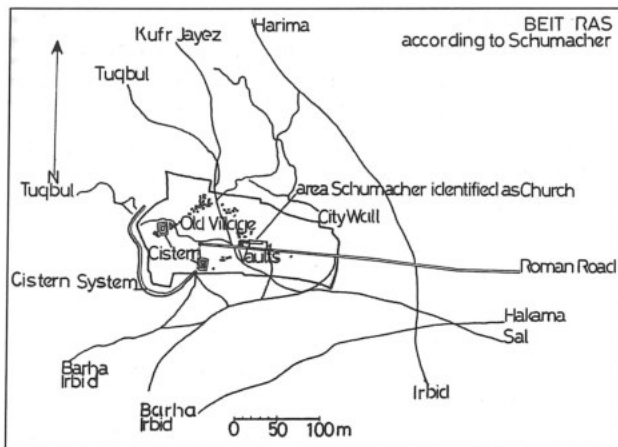 BEIT RAS
according to Schumacher
Harima
Kufr Jayez
Tuqbul
N
Tuqbul
area Schumacher identified as Church
City Wall
Old Village
Cistern
Vaults
Cistern System
Roman Road
Hakama
Sal
Barha
Irbid
Barha
Irbid
Irbid
0 50 100m